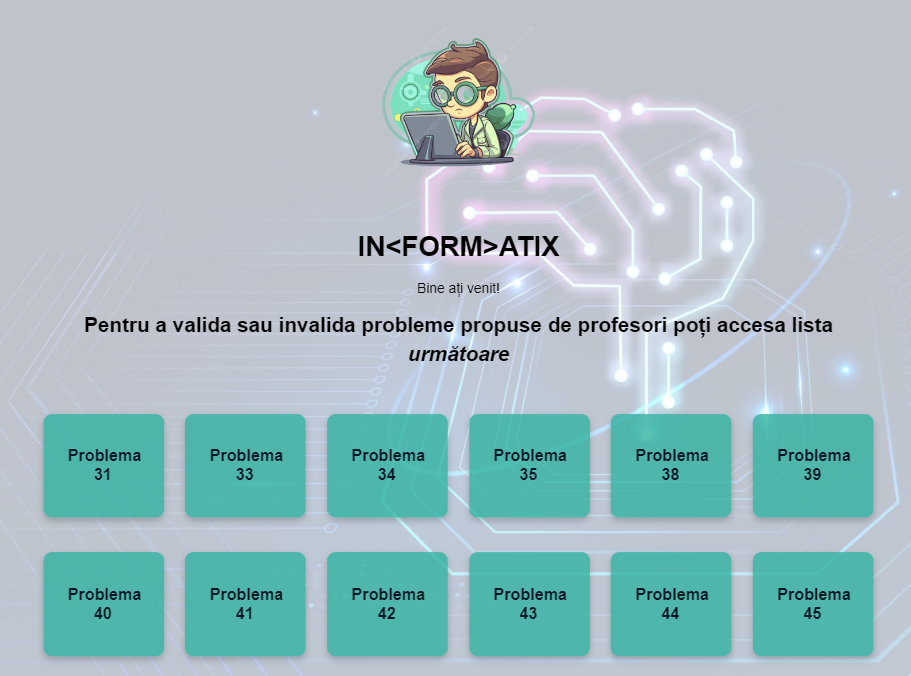 IN<FORM>ATIX
Bine ați venit!
Pentru a valida sau invalida probleme propuse de profesori poți accesa lista
următoare
Problema
31
Problema
33
Problema
34
Problema
35
Problema
38
Problema
39
Problema
40
Problema
41
Problema
42
Problema
43
Problema
44
Problema
45